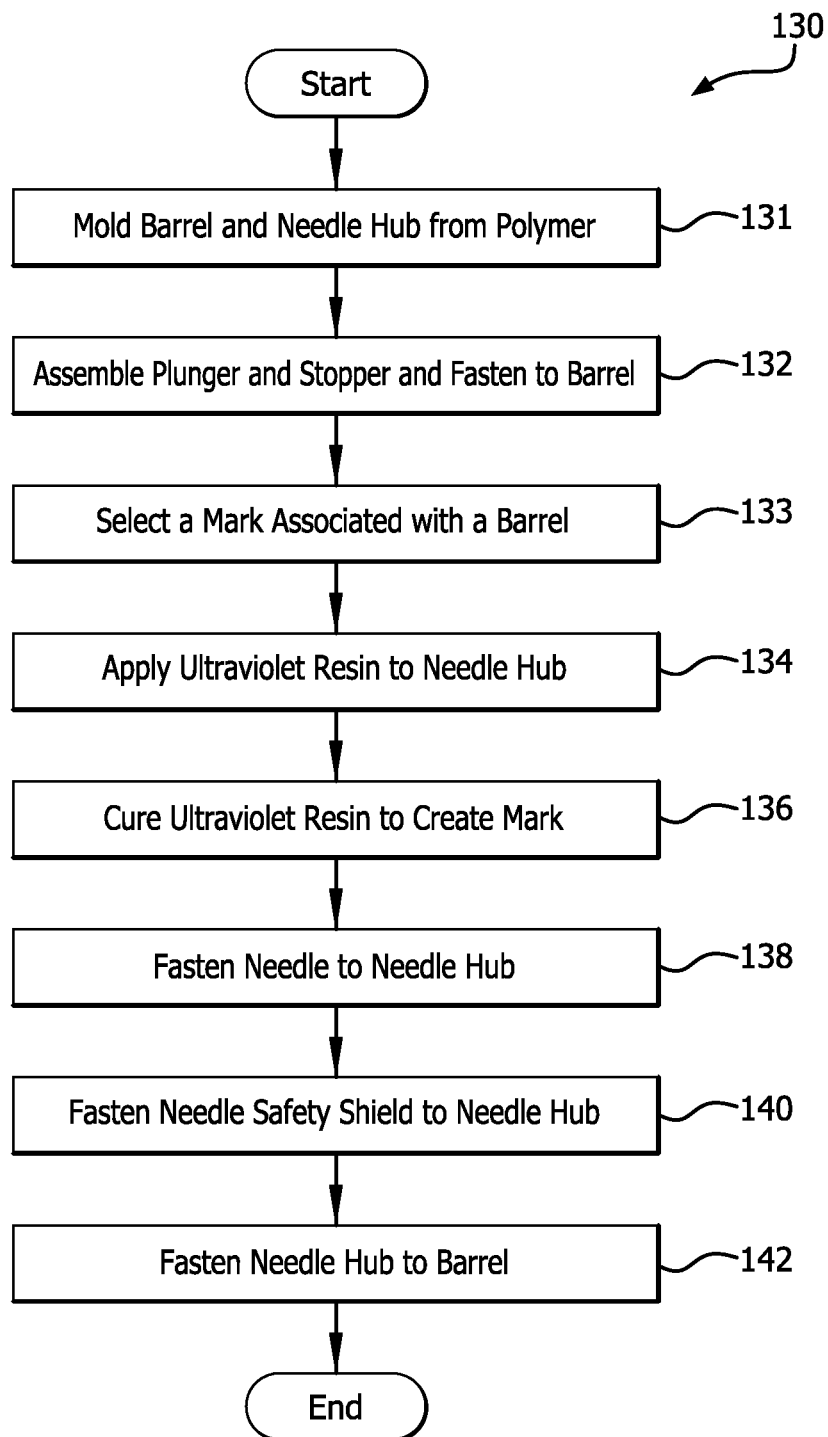 130
Start
Mold Barrel and Needle Hub from Polymer
131
Assemble Plunger and Stopper and Fasten to Barrel
132
Select a Mark Associated with a Barrel
133
Apply Ultraviolet Resin to Needle Hub
134
Cure Ultraviolet Resin to Create Mark
136
Fasten Needle to Needle Hub
138
Fasten Needle Safety Shield to Needle Hub
140
Fasten Needle Hub to Barrel
142
End